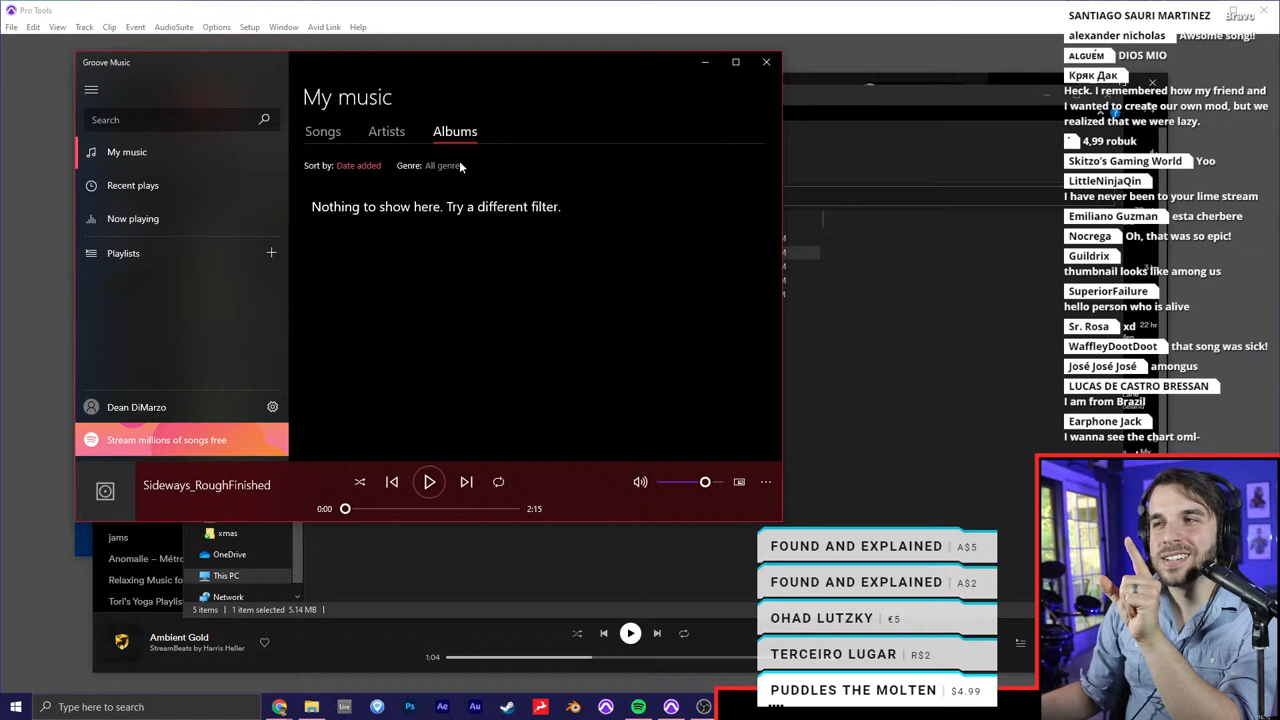 Pro Tools
File Edit View Track Clip Event AudioSuite Options Setup Window Avid Link Help
Groove Music
Search
My music
Recent plays
Now playing
Playlists
Dean DiMarzo
Stream millions of songs free
My music
Songs Artists Albums
Sort by: Date added Genre: All genre
Nothing to show here. Try a different filter.
Sideways_RoughFinished
0:00 2:15
jams
Anomalie – Métro
Relaxing Music fo
Tori's Yoga Playlis
xmas
OneDrive
This PC
Network
5 items 1 item selected 5.14 MB
Ambient Gold
StreamBeats by Harris Heller
1:04
Type here to search
FOUND AND EXPLAINED A$5
FOUND AND EXPLAINED A$2
OHAD LUTZKY €5
TERCEIRO LUGAR R$2
PUDDLES THE MOLTEN $4.99
SANTIAGO SAURI MARTINEZ Bravo
alexander nicholas Awsome song!!
ALGUÉM DIOS MIO
Кряк Дак
Heck. I remembered how my friend and
I wanted to create our own mod, but we
realized that we were lazy.
4,99 robuk
Skitzo's Gaming World Yoo
LittleNinjaQin
I have never been to your lime stream
Emiliano Guzman esta cherbere
Nocrega Oh, that was so epic!
Guildrix
thumbnail looks like among us
SuperiorFailure
hello person who is alive
Sr. Rosa xd 22 hr
WaffleyDootDoot that song was sick!
José José José amongus
LUCAS DE CASTRO BRESSAN
I am from Brazil
Earphone Jack
I wanna see the chart oml-